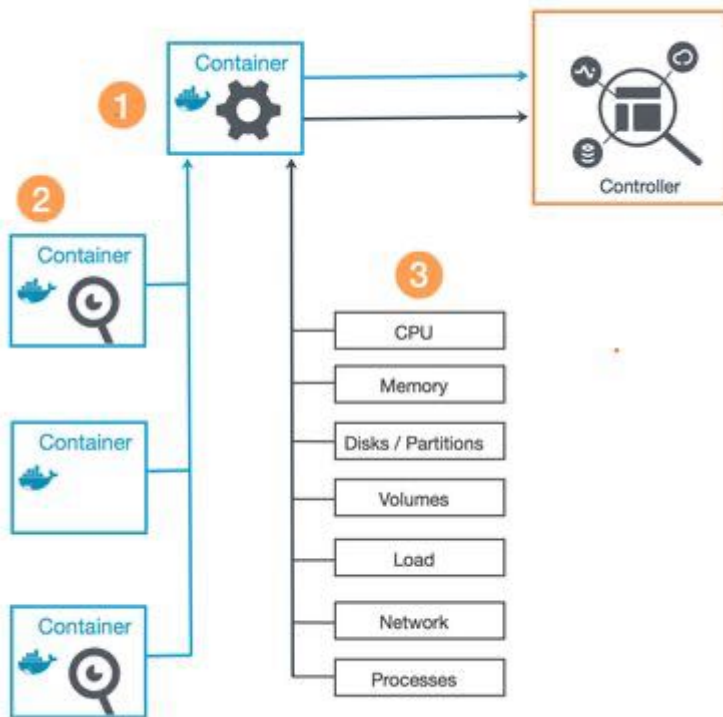 Container
1
Controller
2
Container
3
CPU
Memory
Disks / Partitions
Container
Volumes
Load
Network
Container
Processes